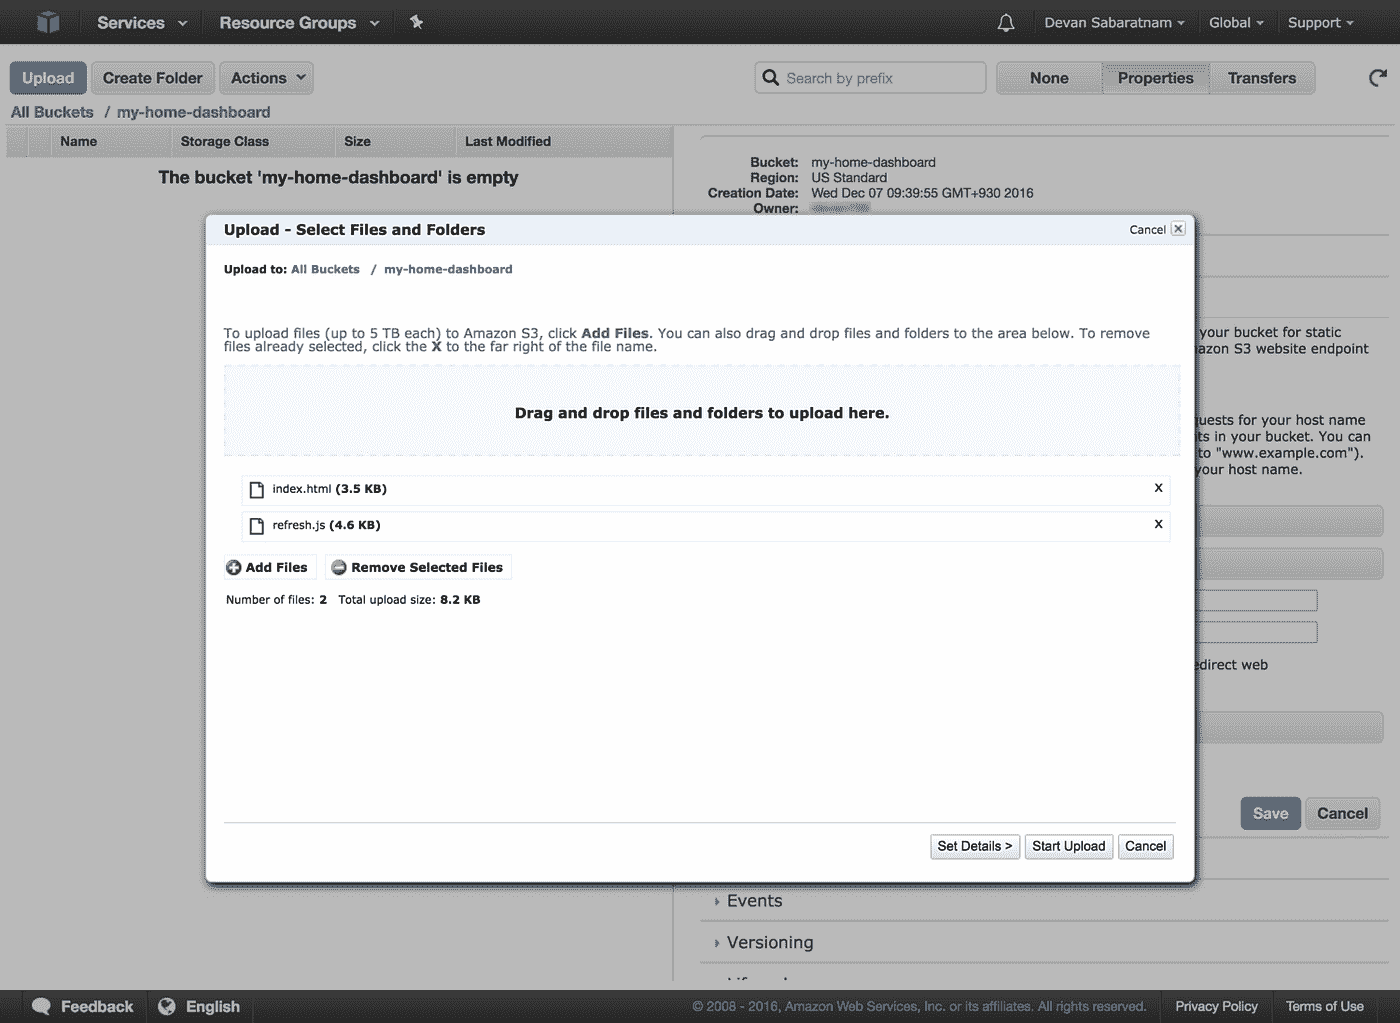 Services
Resource Groups
Devan Sabaratnam
Global
Support
Upload
Create Folder
Actions
Search by prefix
None
Properties
Transfers
All Buckets / my-home-dashboard
Name
Storage Class
Size
Last Modified
The bucket 'my-home-dashboard' is empty
Bucket: my-home-dashboard
Region: US Standard
Creation Date: Wed Dec 07 09:39:55 GMT+930 2016
Owner:
Upload - Select Files and Folders
Cancel
Upload to: All Buckets / my-home-dashboard
To upload files (up to 5 TB each) to Amazon S3, click Add Files. You can also drag and drop files and folders to the area below. To remove
files already selected, click the X to the far right of the file name.
Drag and drop files and folders to upload here.
index.html (3.5 KB) X
refresh.js (4.6 KB) X
Add Files
Remove Selected Files
Number of files: 2 Total upload size: 8.2 KB
Set Details >
Start Upload
Cancel
your bucket for static
S3 website endpoint
for your host name
in your bucket. You can
to "www.example.com").
your host name.
web
Save
Cancel
Events
Versioning
Feedback
English
© 2008 - 2016, Amazon Web Services, Inc. or its affiliates. All rights reserved.
Privacy Policy
Terms of Use